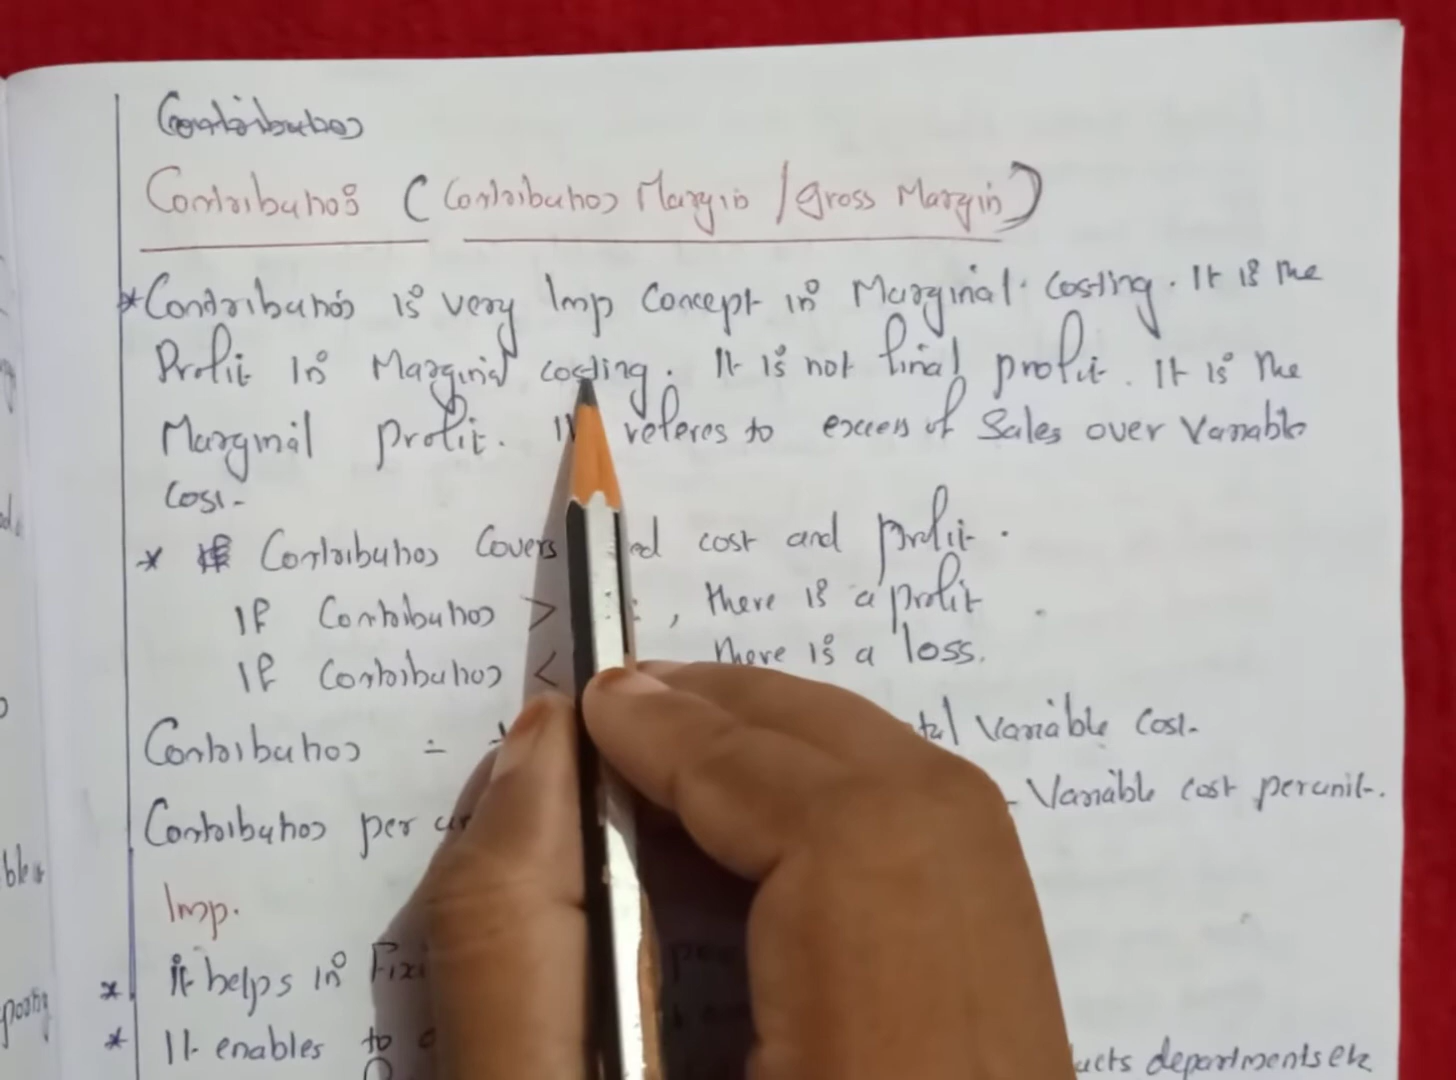 Contribution
Contribution (Contribution Margin / Gross Margin)
*Contribution is very Imp Concept in Marginal Costing. It is the
Profit in Marginal costing. It is not final profit. It is the
Marginal profit. It referes to excess of Sales over Variable
Cost.
* Contribution Covers cost and profit.
If Contribution > , there is a profit
If Contribution < there is a loss.
Contribution = Variable Cost.
Contribution per - Variable cost per unit.
Imp.
* it helps in
* It enables to departments etc